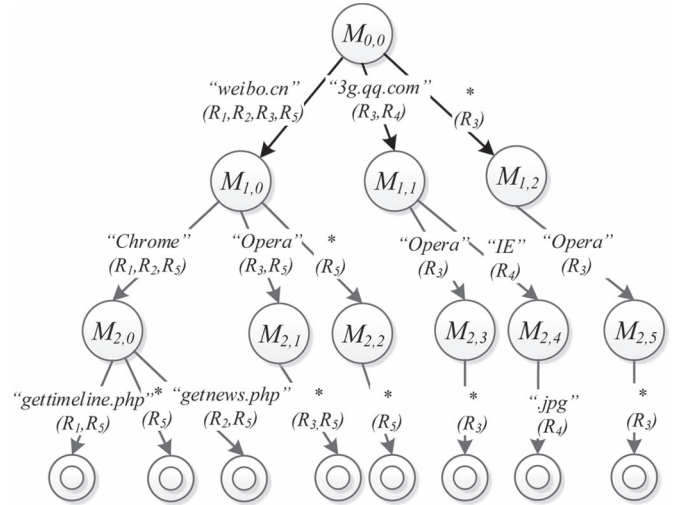 M0,0
“weibo.cn” “3g.qq.com” *
(R1,R2,R3,R5) (R3,R4) (R3)
M1,0 M1,1 M1,2
“Chrome” “Opera” * “Opera” “IE” “Opera”
(R1,R2,R5) (R3,R5) (R5) (R3) (R4) (R3)
M2,0 M2,1 M2,2 M2,3 M2,4 M2,5
“gettimeline.php” * “getnews.php” * * * “.jpg” *
(R1,R5) (R5) (R2,R5) (R3,R5) (R5) (R3) (R4) (R3)